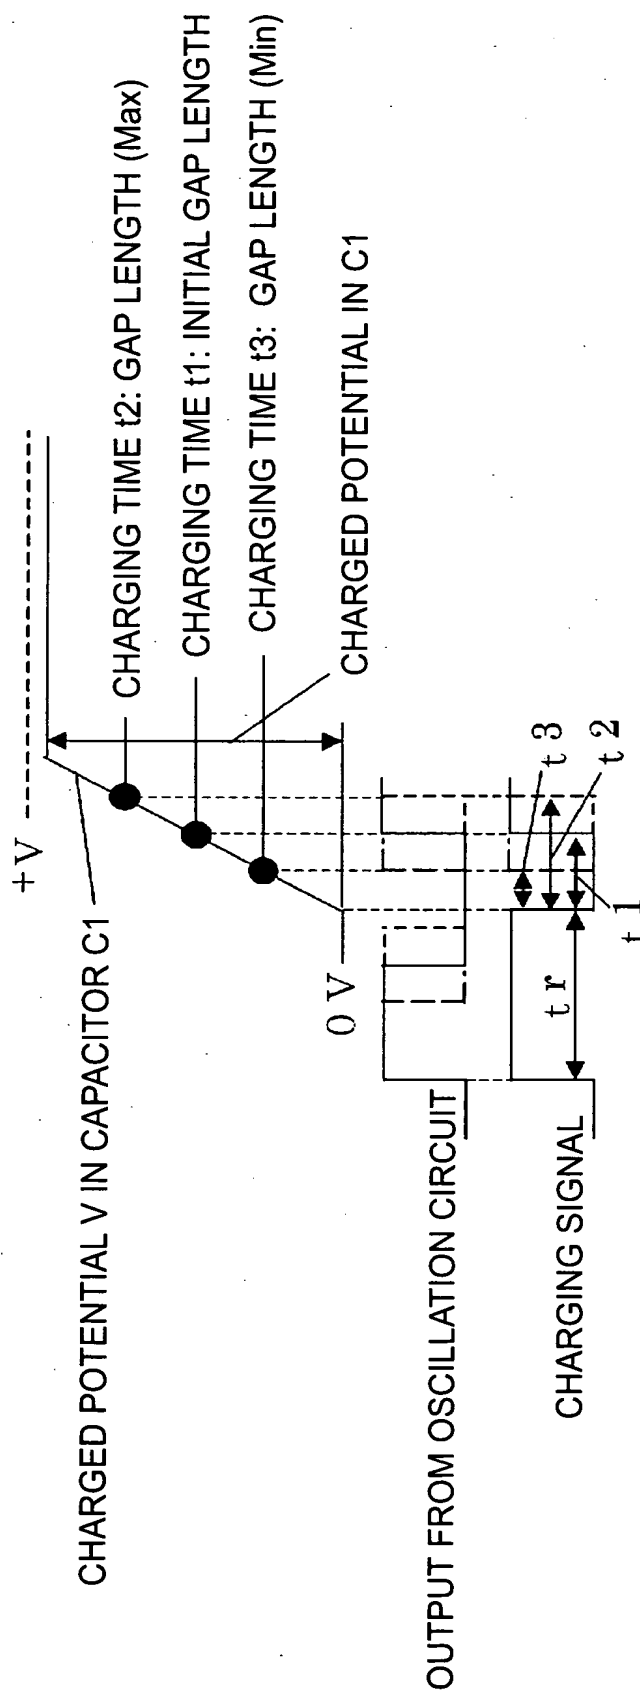 CHARGED POTENTIAL V IN CAPACITOR C1
+V
CHARGING TIME t2: GAP LENGTH (Max)
CHARGING TIME t1: INITIAL GAP LENGTH
CHARGING TIME t3: GAP LENGTH (Min)
CHARGED POTENTIAL IN C1
0 V
OUTPUT FROM OSCILLATION CIRCUIT
CHARGING SIGNAL
t r
t 3
t 2
t 1